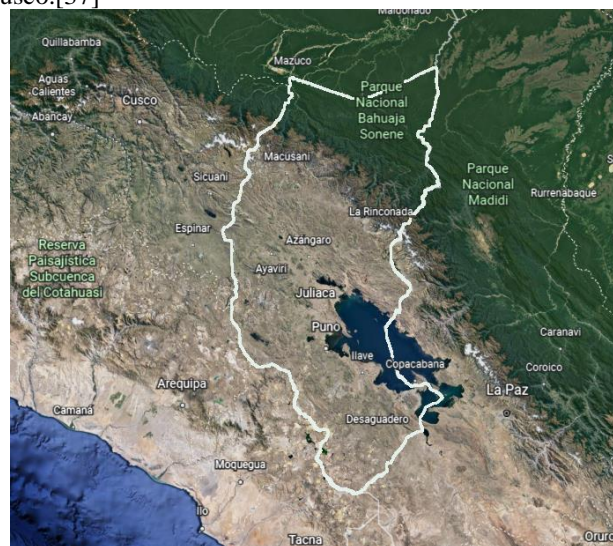 usco.[37]
Maldonado
Quillabamba
Mazuco
Aguas
Calientes
Cusco
Parque
Nacional
Bahuaja
Sonene
Abancay
Macusani
Parque
Nacional
Madidi
Sicuani
Rurrenabaque
La Rinconada
Espinar
Azángaro
Reserva
Paisajística
Subcuenca
del Cotahuasi
Ayaviri
Juliaca
Puno
Ilave
Copacabana
Caranavi
Coroico
Arequipa
La Paz
Camaná
Desaguadero
Moquegua
Ilo
Tacna
Oruro